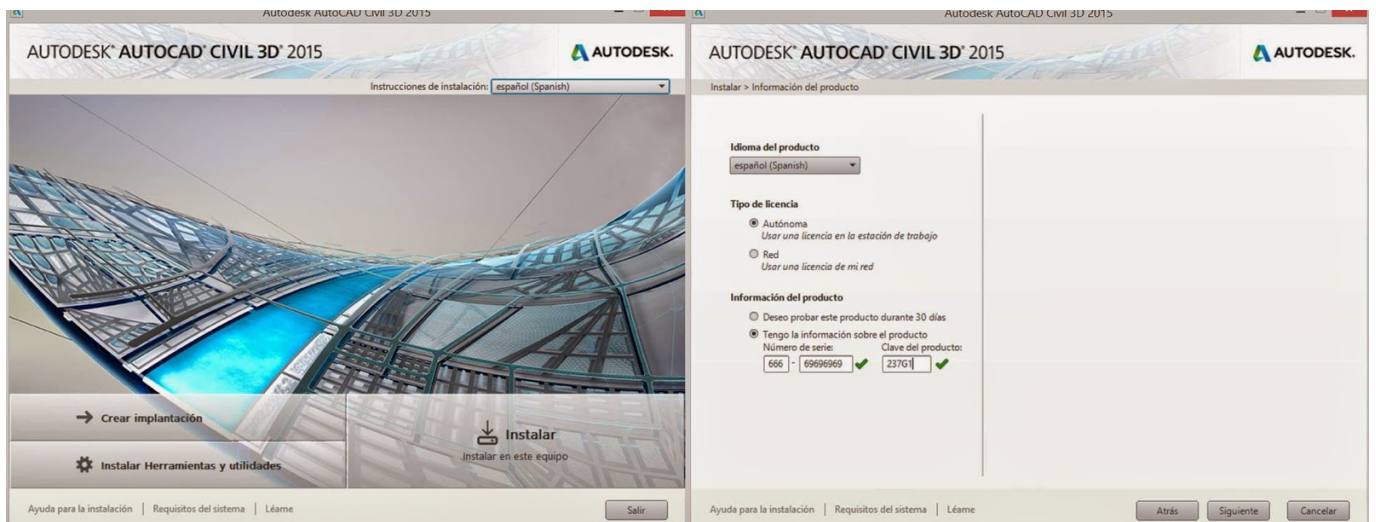 Autodesk AutoCAD Civil 3D 2015
AUTODESK® AUTOCAD® CIVIL 3D® 2015
AUTODESK.
Instrucciones de instalación: español (Spanish)
Crear implantación
Instalar Herramientas y utilidades
Instalar
Instalar en este equipo
Ayuda para la instalación | Requisitos del sistema | Léame
Salir
Autodesk AutoCAD Civil 3D 2015
AUTODESK® AUTOCAD® CIVIL 3D® 2015
AUTODESK.
Instalar > Información del producto
Idioma del producto
español (Spanish)
Tipo de licencia
Autónoma
Usar una licencia en la estación de trabajo
Red
Usar una licencia de mi red
Información del producto
Deseo probar este producto durante 30 días
Tengo la información sobre el producto
Número de serie: Clave del producto:
666 - 69696969 237G1
Ayuda para la instalación | Requisitos del sistema | Léame
Atrás Siguiente Cancelar